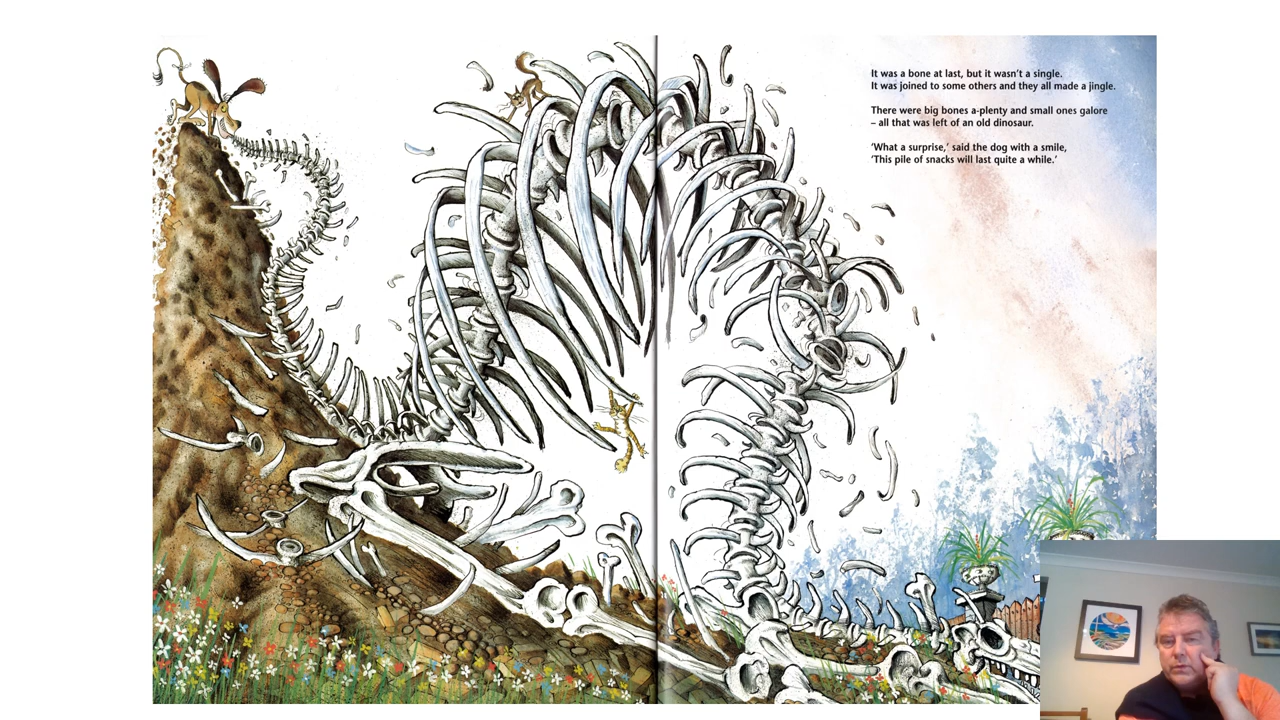 It was a bone at last, but it wasn't a single.
It was joined to some others and they all made a jingle.
There were big bones a-plenty and small ones galore
– all that was left of an old dinosaur.
'What a surprise,' said the dog with a smile,
'This pile of snacks will last quite a while.'